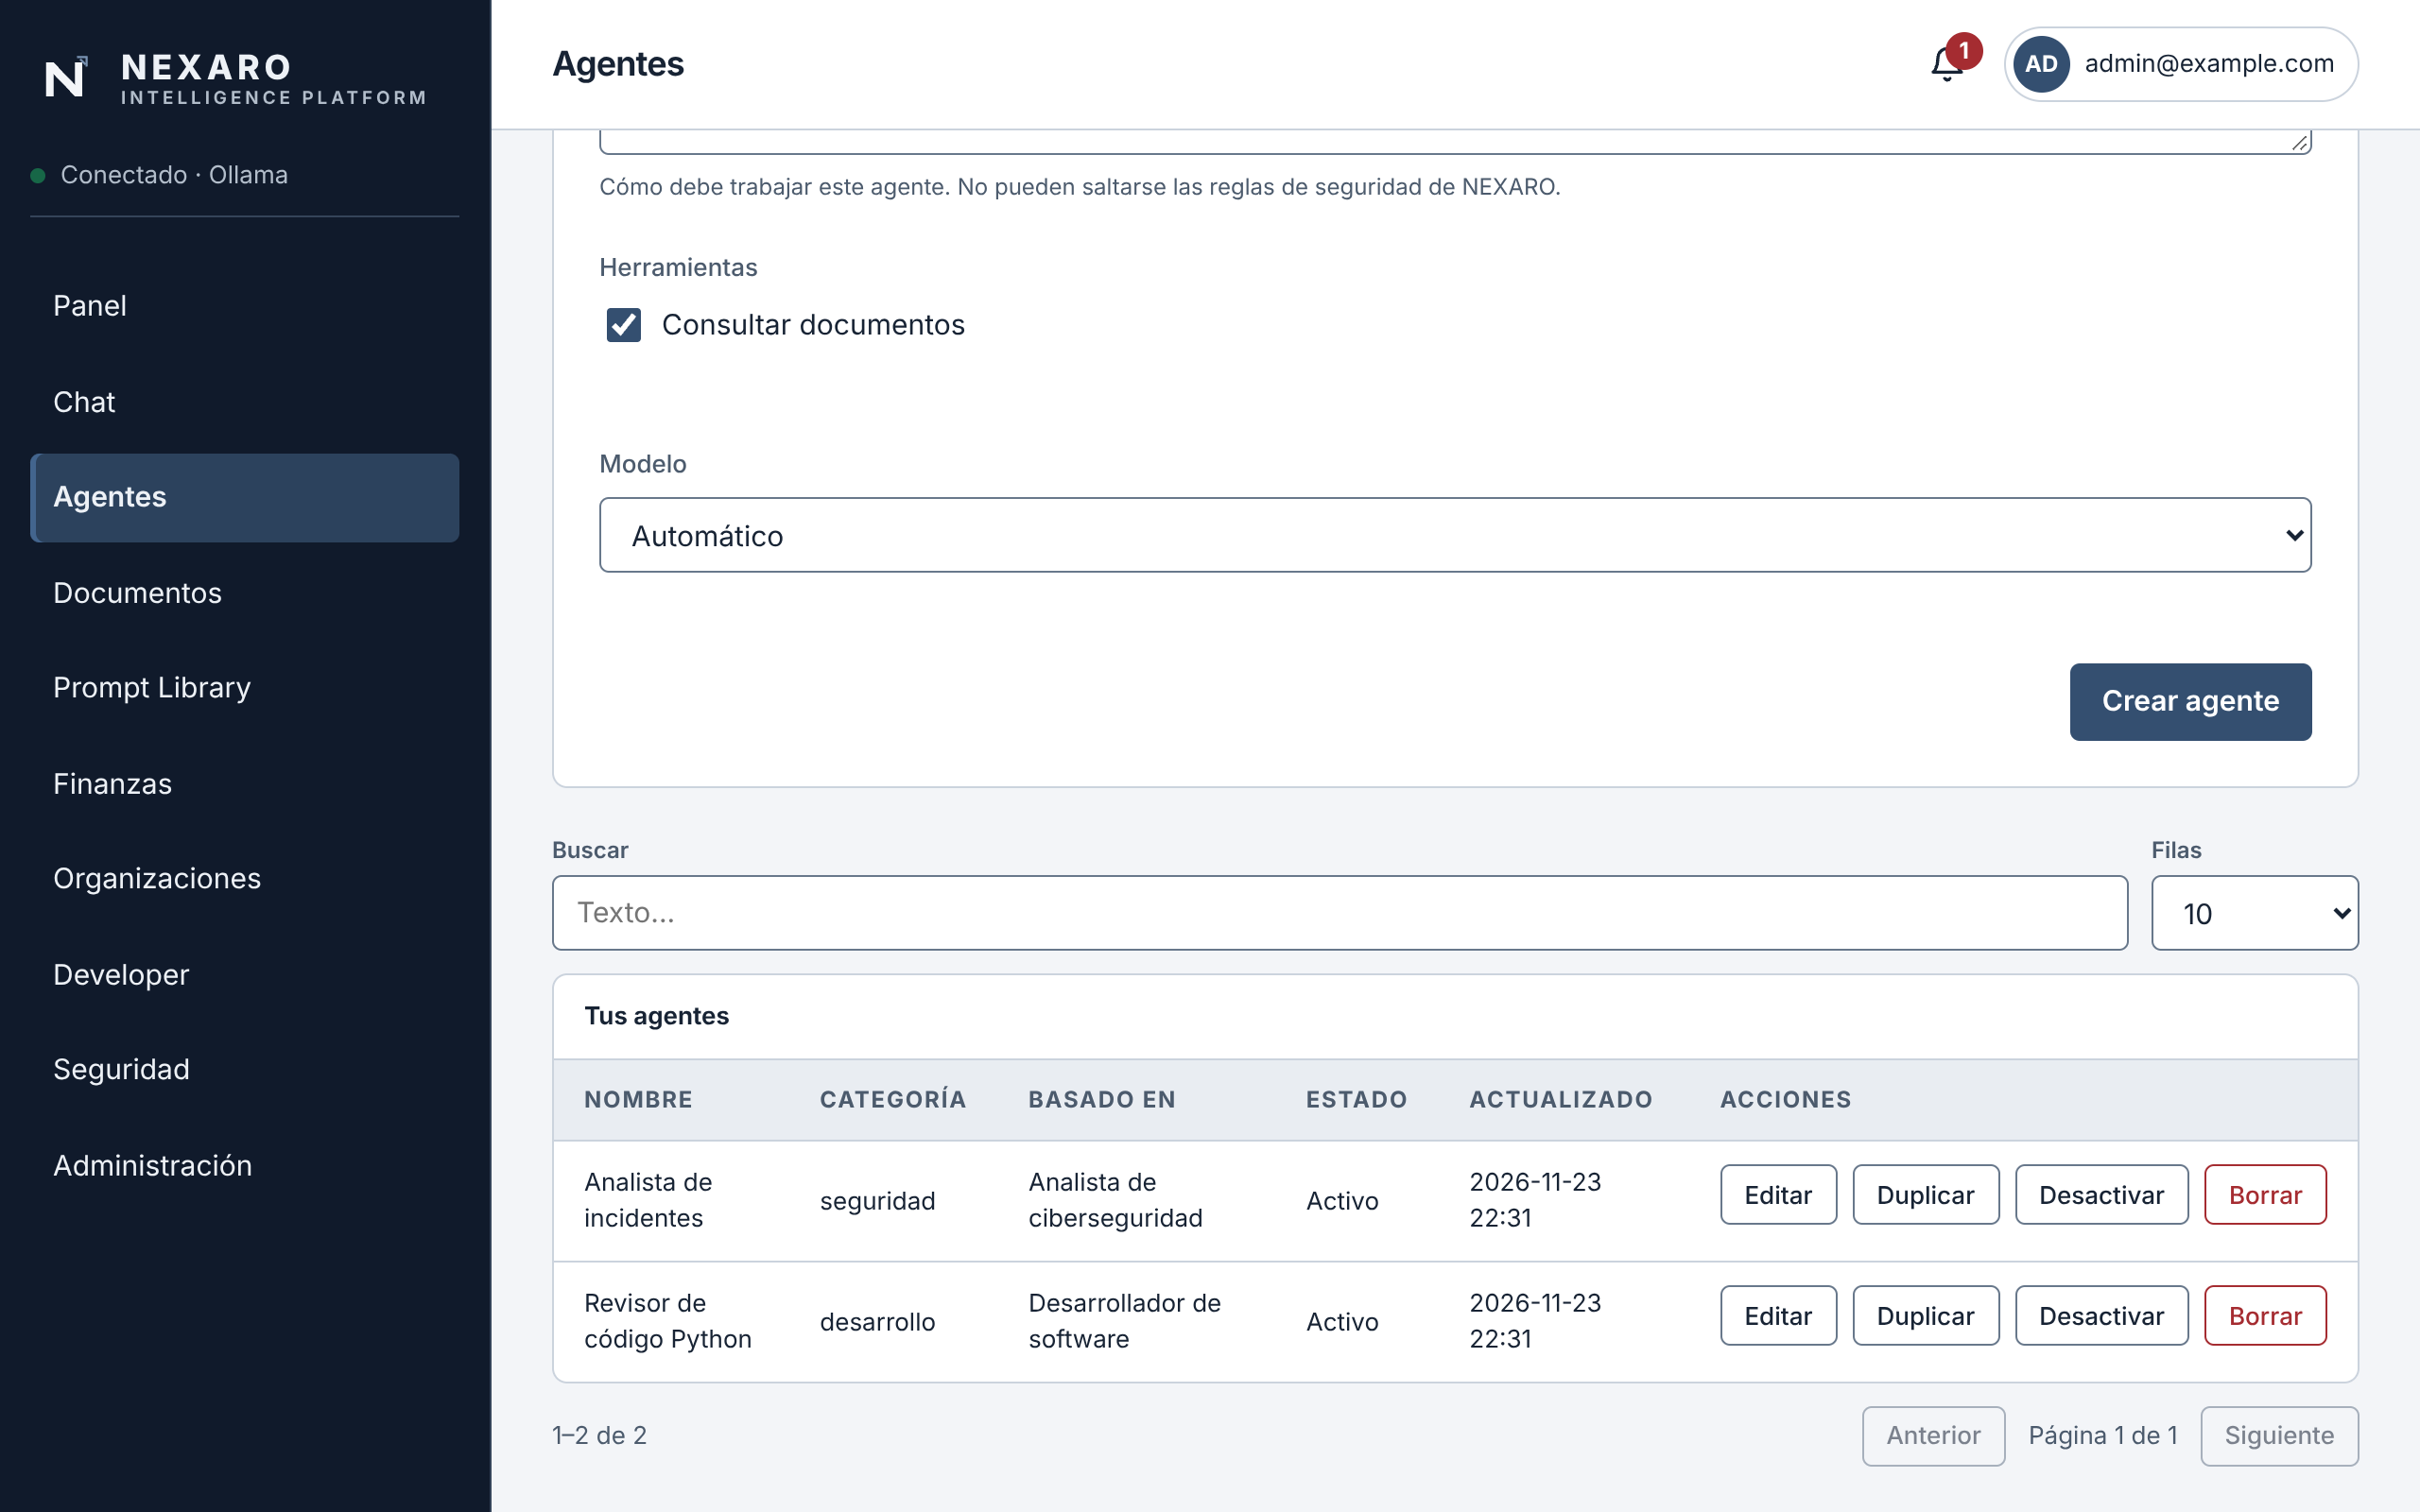 NEXARO
INTELLIGENCE PLATFORM
Conectado · Ollama
Panel
Chat
Agentes
Documentos
Prompt Library
Finanzas
Organizaciones
Developer
Seguridad
Administración
Agentes
1
AD
admin@example.com
Cómo debe trabajar este agente. No pueden saltarse las reglas de seguridad de NEXARO.
Herramientas
Consultar documentos
Modelo
Automático
Crear agente
Buscar
Filas
Texto...
10
Tus agentes
NOMBRE CATEGORÍA BASADO EN ESTADO ACTUALIZADO ACCIONES
Analista de incidentes
seguridad
Analista de ciberseguridad
Activo
2026-11-23 22:31
Editar Duplicar Desactivar Borrar
Revisor de código Python
desarrollo
Desarrollador de software
Activo
2026-11-23 22:31
Editar Duplicar Desactivar Borrar
1–2 de 2
Anterior Página 1 de 1 Siguiente